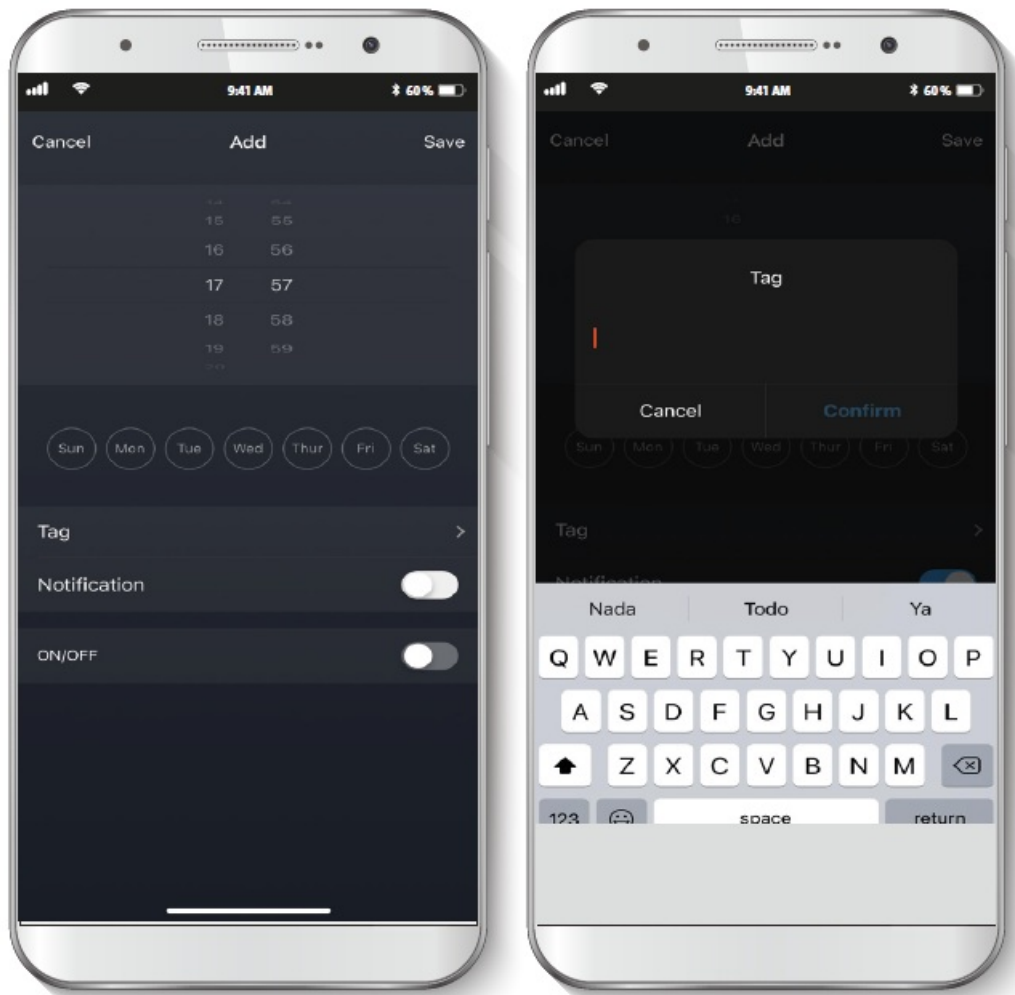 9:41 AM 60%
Cancel Add Save
15 55
16 56
17 57
18 58
19 59
20
Sun Mon Tue Wed Thur Fri Sat
Tag
Notification
ON/OFF
9:41 AM 60%
Cancel Add Save
16
Tag
Cancel Confirm
Sun Mon Tue Wed Thur Fri Sat
Tag
Notification
Nada Todo Ya
Q W E R T Y U I O P
A S D F G H J K L
Z X C V B N M
123 space return